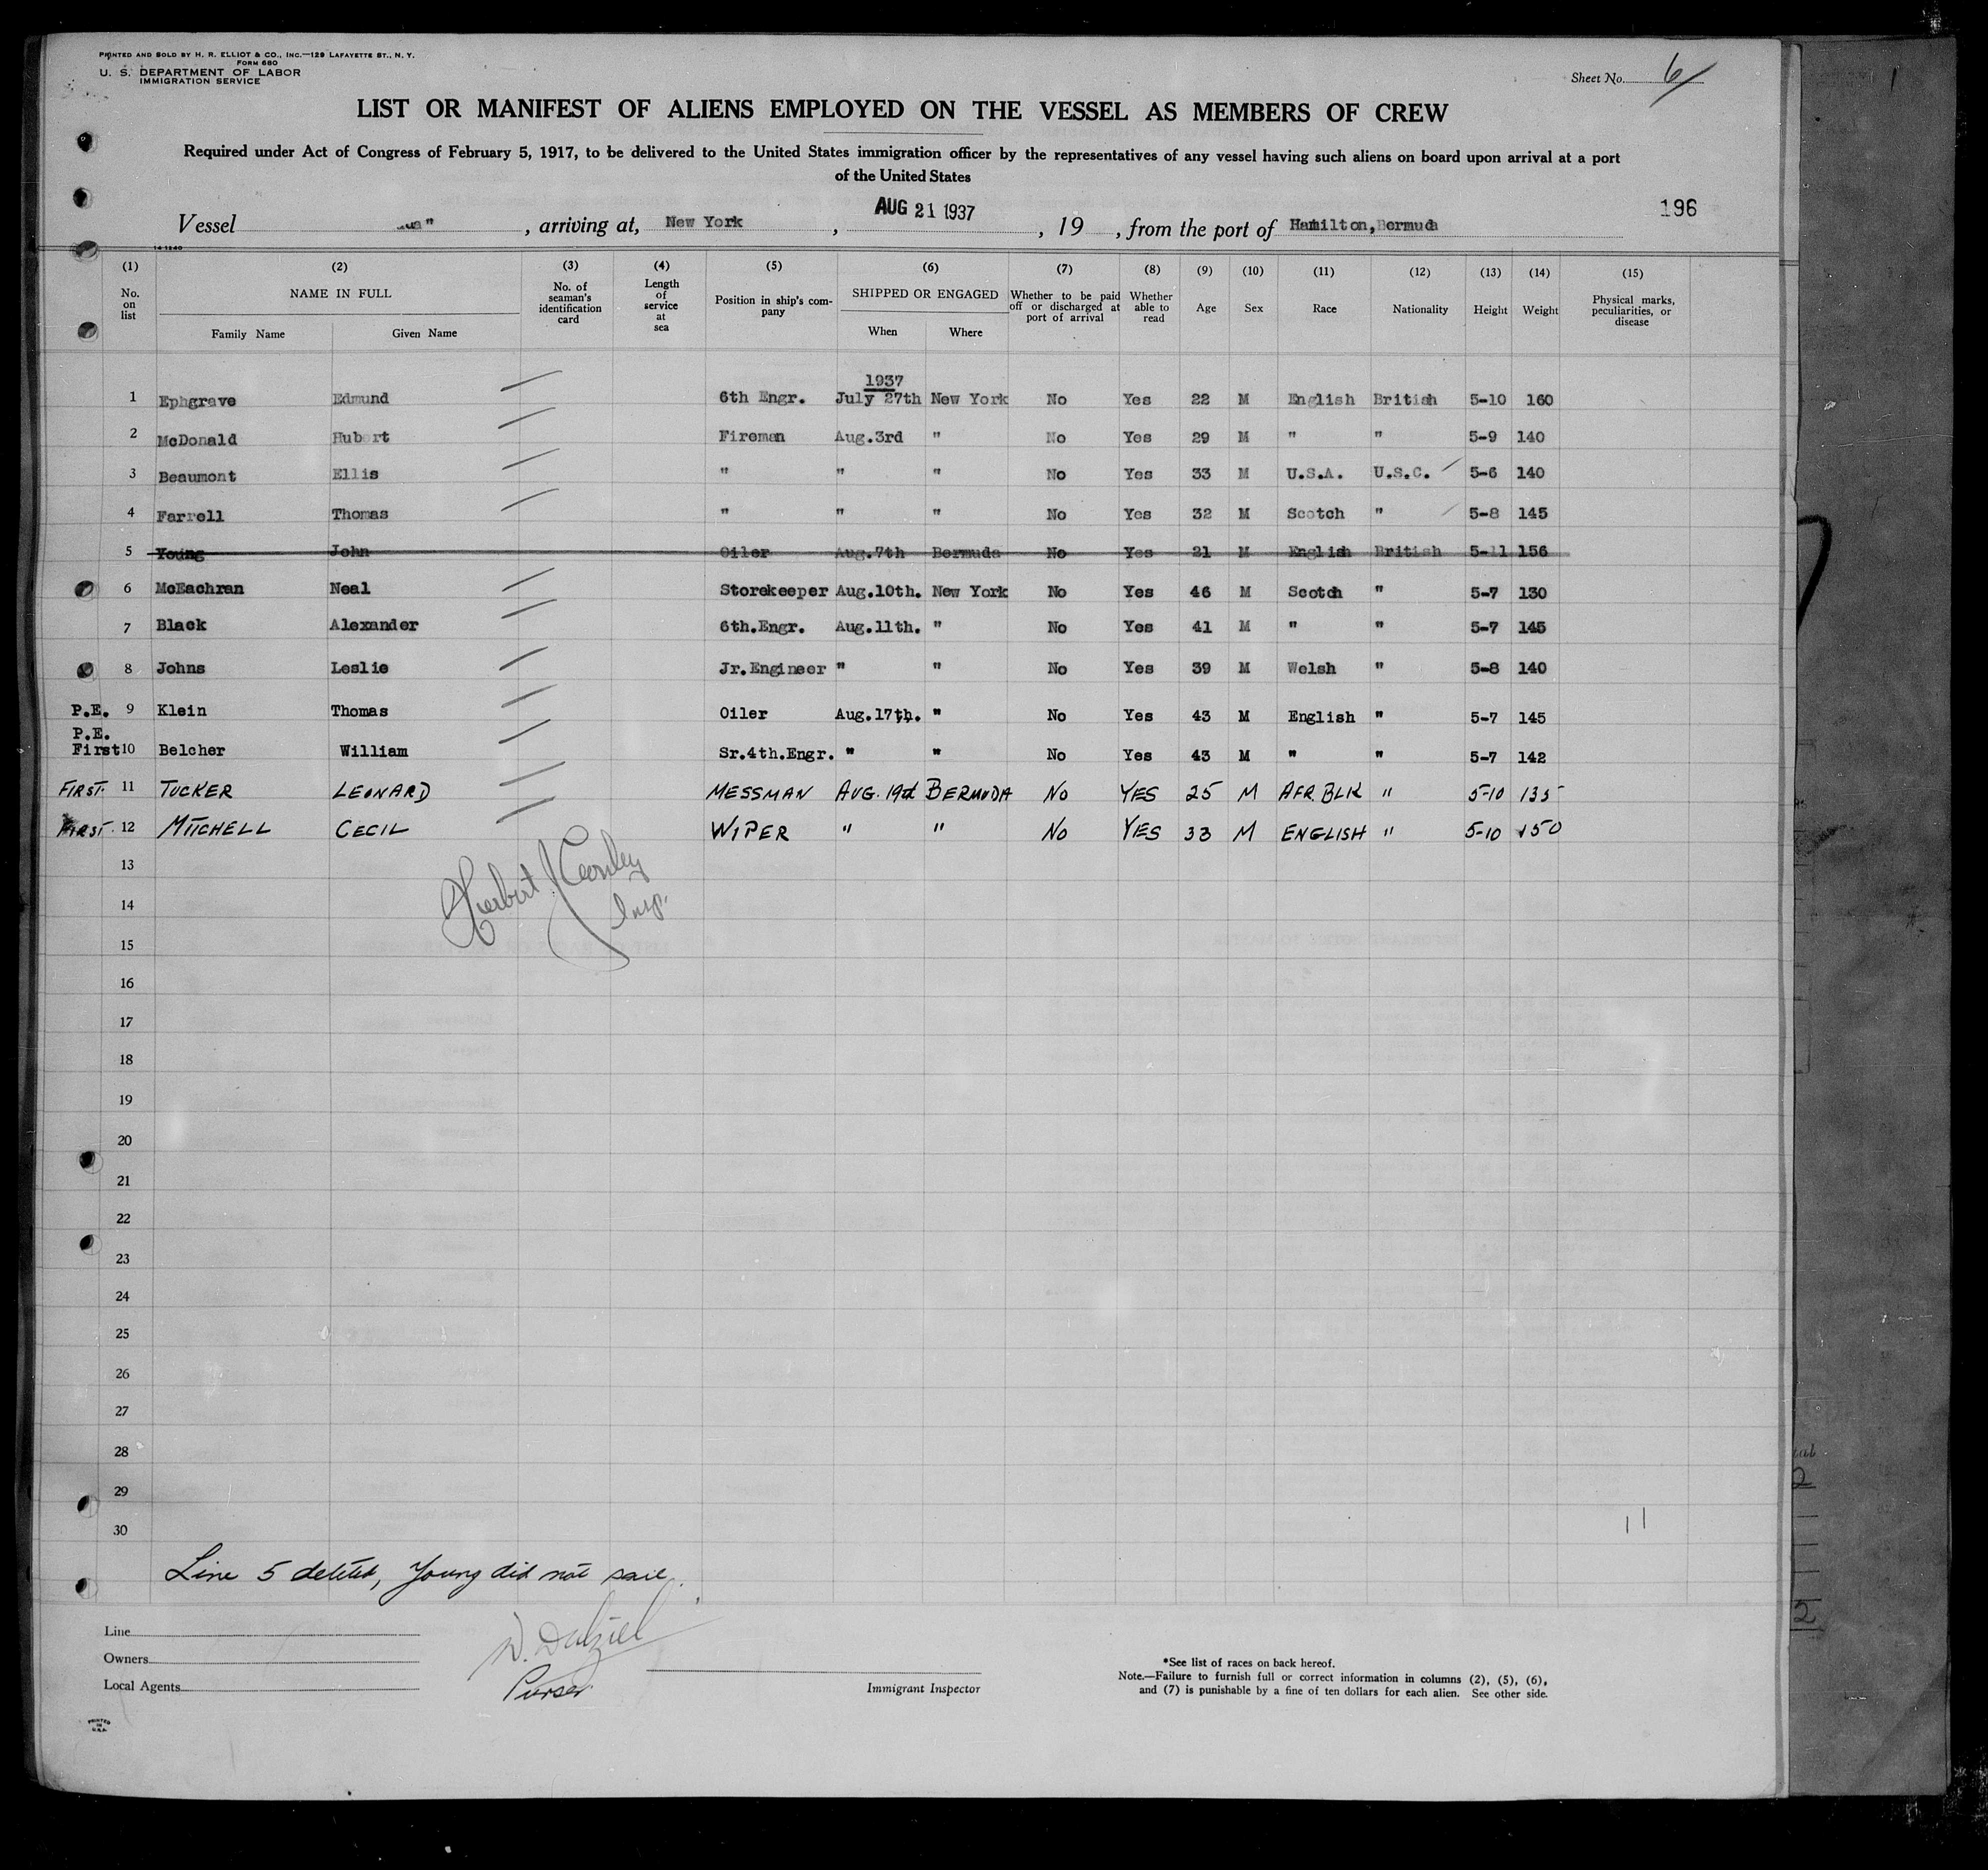 PRINTED AND SOLD BY H. R. ELLIOT & CO., INC.—129 LAFAYETTE ST., N. Y.
FORM 680
U. S. DEPARTMENT OF LABOR
IMMIGRATION SERVICE
Sheet No. 6
LIST OR MANIFEST OF ALIENS EMPLOYED ON THE VESSEL AS MEMBERS OF CREW
Required under Act of Congress of February 5, 1917, to be delivered to the United States immigration officer by the representatives of any vessel having such aliens on board upon arrival at a port
of the United States
196
Vessel , arriving at, New York , AUG 21 1937 , 19 , from the port of Hamilton, Bermuda
14-1240
(1) No. on list
(2) NAME IN FULL Family Name Given Name
(3) No. of seaman's identification card
(4) Length of service at sea
(5) Position in ship's company
(6) SHIPPED OR ENGAGED When Where
(7) Whether to be paid off or discharged at port of arrival
(8) Whether able to read
(9) Age
(10) Sex
(11) Race
(12) Nationality
(13) Height
(14) Weight
(15) Physical marks, peculiarities, or disease
1937
1 Ephgrave Edmund 6th Engr. July 27th New York No Yes 22 M English British 5-10 160
2 McDonald Hubert Fireman Aug.3rd " No Yes 29 M " " 5-9 140
3 Beaumont Ellis " " " No Yes 33 M U.S.A. U.S.C. 5-6 140
4 Farrell Thomas " " " No Yes 32 M Scotch " 5-8 145
5 Young John Oiler Aug.7th Bermuda No Yes 21 M English British 5-11 156
6 McEachran Neal Storekeeper Aug.10th. New York No Yes 46 M Scotch " 5-7 130
7 Black Alexander 6th.Engr. Aug.11th. " No Yes 41 M " " 5-7 145
8 Johns Leslie Jr.Engineer " " No Yes 39 M Welsh " 5-8 140
P.E. 9 Klein Thomas Oiler Aug.17th. " No Yes 43 M English " 5-7 145
P.E.
First 10 Belcher William Sr.4th.Engr. " " No Yes 43 M " " 5-7 142
FIRST. 11 TUCKER LEONARD MESSMAN AUG. 19th BERMUDA NO YES 25 M AFR. BLK " 5-10 135
FIRST. 12 MITCHELL CECIL WIPER " " NO YES 33 M ENGLISH " 5-10 150
13
Herbert
Insp.
14
15
16
17
18
19
20
21
22
23
24
25
26
27
28
29
30
11
Line 5 deleted, Young did not sail.
Line
Owners
Local Agents
D. Dalziel
Purser
Immigrant Inspector
*See list of races on back hereof.
Note.—Failure to furnish full or correct information in columns (2), (5), (6),
and (7) is punishable by a fine of ten dollars for each alien. See other side.
PRINTED
IN
U.S.A.